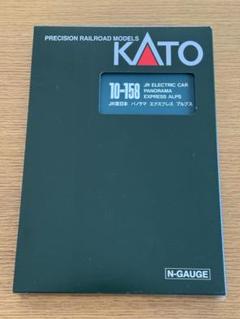 PRECISION RAILROAD MODELS
KATO
10-158
JR ELECTRIC CAR
PANORAMA
EXPRESS ALPS
JR東日本 パノラマ エクスプレス アルプス
N-GAUGE